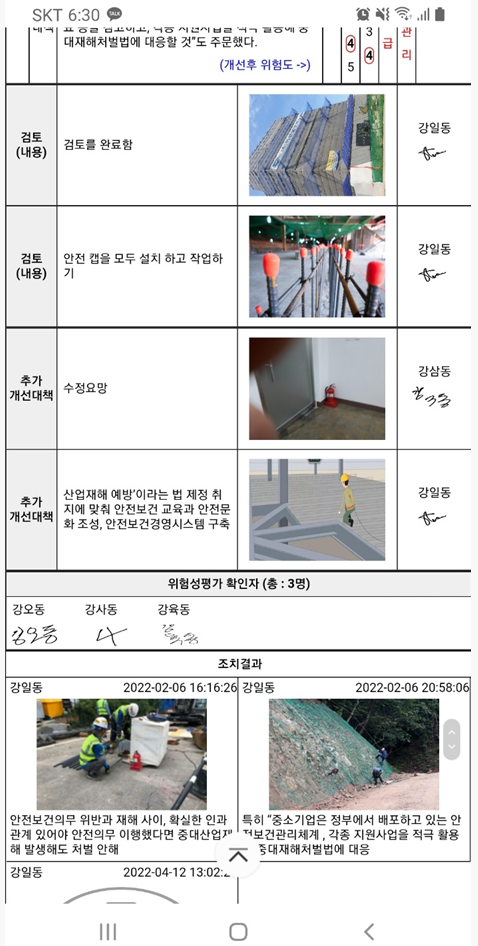 SKT 6:30 TALK
대재해처벌법에 대응할 것”도 주문했다.
(개선후 위험도 ->)
3
4
4
5
급
관
리
검토
(내용)
검토를 완료함
강일동
검토
(내용)
안전 캡을 모두 설치 하고 작업하
기
강일동
추가
개선대책
수정요망
강삼동
추가
개선대책
산업재해 예방’이라는 법 제정 취
지에 맞춰 안전보건 교육과 안전문
화 조성, 안전보건경영시스템 구축
강일동
위험성평가 확인자 (총 : 3명)
강오동 강사동 강육동
강오동
조치결과
강일동 2022-02-06 16:16:26
안전보건의무 위반과 재해 사이, 확실한 인과
관계 있어야 안전의무 이행했다면 중대산업재
해 발생해도 처벌 안해
강일동 2022-02-06 20:58:06
특히 “중소기업은 정부에서 배포하고 있는 안
전보건관리체계 , 각종 지원사업을 적극 활용
중대재해처벌법에 대응
강일동 2022-04-12 13:02:2